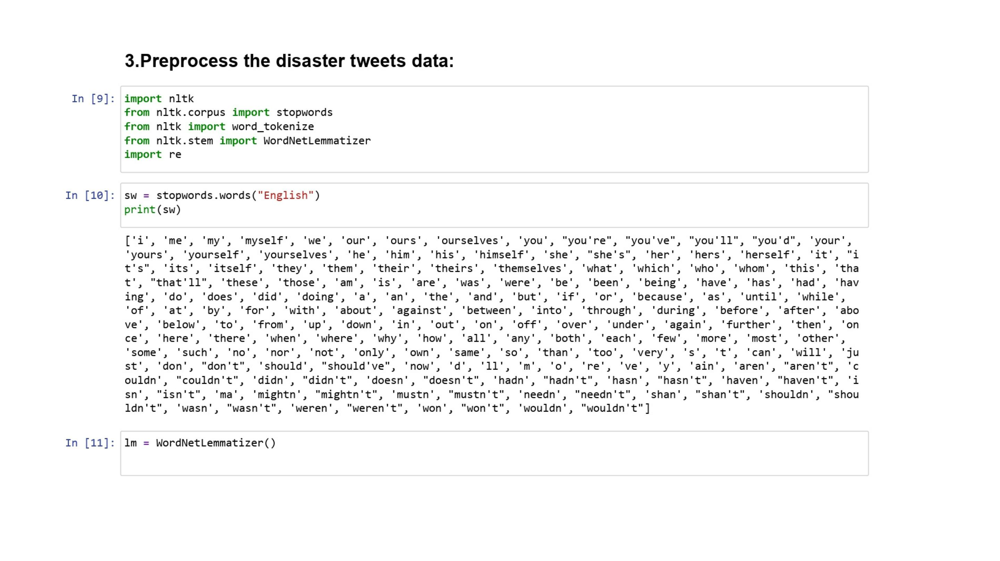 3.Preprocess the disaster tweets data:
In [9]:
import nltk
from nltk.corpus import stopwords
from nltk import word_tokenize
from nltk.stem import WordNetLemmatizer
import re
In [10]:
sw = stopwords.words("English")
print(sw)
['i', 'me', 'my', 'myself', 'we', 'our', 'ours', 'ourselves', 'you', "you're", "you've", "you'll", "you'd", 'your',
'yours', 'yourself', 'yourselves', 'he', 'him', 'his', 'himself', 'she', "she's", 'her', 'hers', 'herself', 'it', "i
t's", 'its', 'itself', 'they', 'them', 'their', 'theirs', 'themselves', 'what', 'which', 'who', 'whom', 'this', 'tha
t', "that'll", 'these', 'those', 'am', 'is', 'are', 'was', 'were', 'be', 'been', 'being', 'have', 'has', 'had', 'hav
ing', 'do', 'does', 'did', 'doing', 'a', 'an', 'the', 'and', 'but', 'if', 'or', 'because', 'as', 'until', 'while',
'of', 'at', 'by', 'for', 'with', 'about', 'against', 'between', 'into', 'through', 'during', 'before', 'after', 'abo
ve', 'below', 'to', 'from', 'up', 'down', 'in', 'out', 'on', 'off', 'over', 'under', 'again', 'further', 'then', 'on
ce', 'here', 'there', 'when', 'where', 'why', 'how', 'all', 'any', 'both', 'each', 'few', 'more', 'most', 'other',
'some', 'such', 'no', 'nor', 'not', 'only', 'own', 'same', 'so', 'than', 'too', 'very', 's', 't', 'can', 'will', 'ju
st', 'don', "don't", 'should', "should've", 'now', 'd', 'll', 'm', 'o', 're', 've', 'y', 'ain', 'aren', "aren't", 'c
ouldn', "couldn't", 'didn', "didn't", 'doesn', "doesn't", 'hadn', "hadn't", 'hasn', "hasn't", 'haven', "haven't", 'i
sn', "isn't", 'ma', 'mightn', "mightn't", 'mustn', "mustn't", 'needn', "needn't", 'shan', "shan't", 'shouldn', "shou
ldn't", 'wasn', "wasn't", 'weren', "weren't", 'won', "won't", 'wouldn', "wouldn't"]
In [11]:
lm = WordNetLemmatizer()